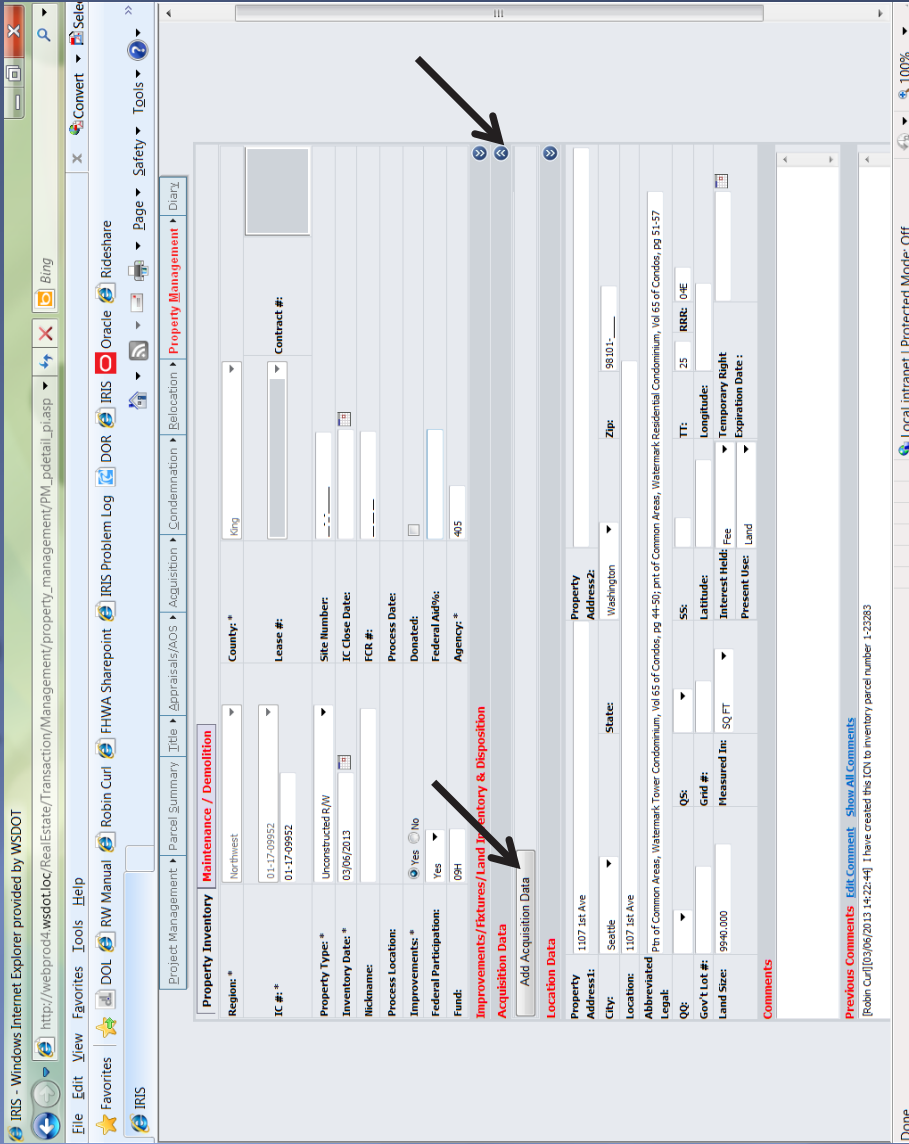 IRIS - Windows Internet Explorer provided by WSDOT
http://webprod4.wsdot.loc/RealEstate/Transaction/Management/property_management/PM_pdetail_pi.asp
Bing
File Edit View Favorites Tools Help
x Convert Sele
Favorites DOL RW Manual Robin Curl FHWA Sharepoint IRIS Problem Log DOR IRIS Oracle Rideshare
IRIS
Page Safety Tools
Project Management Parcel Summary Title Appraisals/AOS Acquisition Condemnation Relocation Property Management Diary
Property Inventory Maintenance / Demolition
Region: * Northwest County: * King
IC #: * 01-17-09952 Lease #: Contract #:
01-17-09952
Property Type: * Unconstructed R/W Site Number: _-_-____
Inventory Date: * 03/06/2013 IC Close Date:
Nickname: FCR #: ____
Process Location: Process Date:
Improvements: * Yes No Donated:
Federal Participation: Yes Federal Aid%:
Fund: 09H Agency: * 405
Improvements/Fixtures/Land Inventory & Disposition
Acquisition Data
Add Acquisition Data
Location Data
Property Address1: 1107 1st Ave Property Address2:
City: Seattle State: Washington Zip: 98101-____
Location: 1107 1st Ave
Abbreviated Legal: Ptn of Common Areas, Watermark Tower Condominium, Vol 65 of Condos, pg 44-50; pnt of Common Areas, Watermark Residential Condominium, Vol 65 of Condos, pg 51-57
QQ: QS: SS: TT: 25 RRR: 04E
Gov't Lot #: Grid #: Latitude: Longitude:
Land Size: 9940.000 Measured In: SQ FT Interest Held: Fee Temporary Right Expiration Date :
Present Use: Land
Comments
Previous Comments Edit Comment Show All Comments
[Robin Curl][03/06/2013 14:22:44] I have created this ICN to inventory parcel number 1-23283
Done Local intranet | Protected Mode: Off 100%